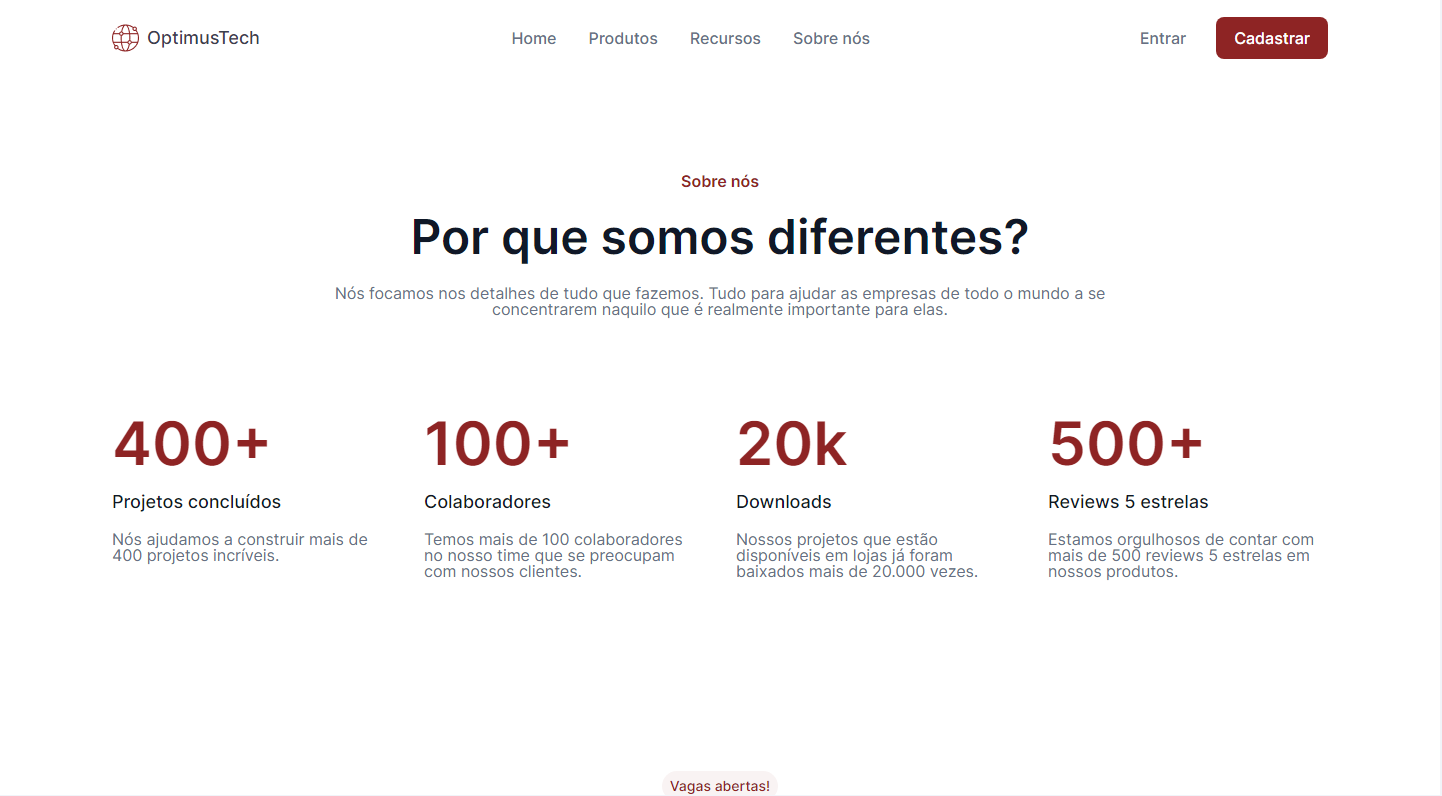 OptimusTech
Home Produtos Recursos Sobre nós
Entrar Cadastrar
Sobre nós
Por que somos diferentes?
Nós focamos nos detalhes de tudo que fazemos. Tudo para ajudar as empresas de todo o mundo a se
concentrarem naquilo que é realmente importante para elas.
400+
Projetos concluídos
Nós ajudamos a construir mais de
400 projetos incríveis.
100+
Colaboradores
Temos mais de 100 colaboradores
no nosso time que se preocupam
com nossos clientes.
20k
Downloads
Nossos projetos que estão
disponíveis em lojas já foram
baixados mais de 20.000 vezes.
500+
Reviews 5 estrelas
Estamos orgulhosos de contar com
mais de 500 reviews 5 estrelas em
nossos produtos.
Vagas abertas!